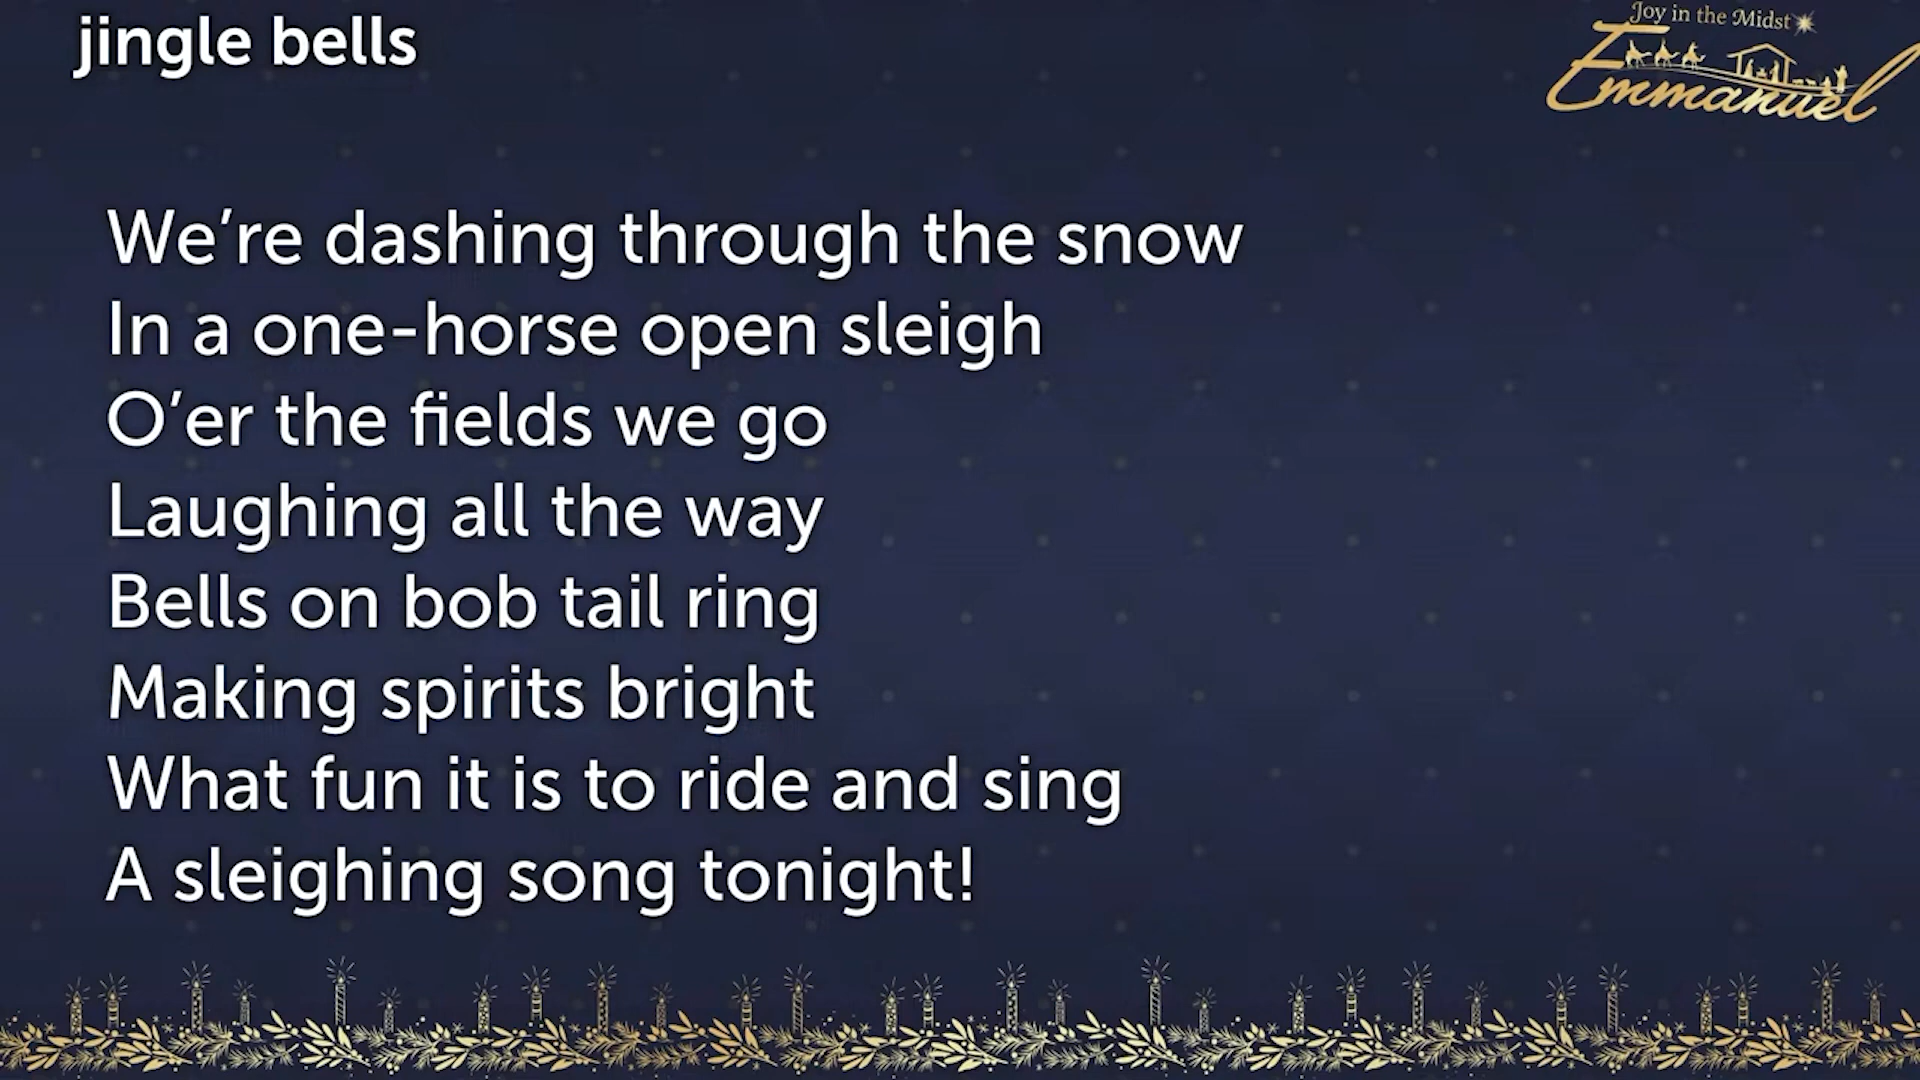 jingle bells
Joy in the Midst
Emmanuel
We’re dashing through the snow
In a one-horse open sleigh
O’er the fields we go
Laughing all the way
Bells on bob tail ring
Making spirits bright
What fun it is to ride and sing
A sleighing song tonight!